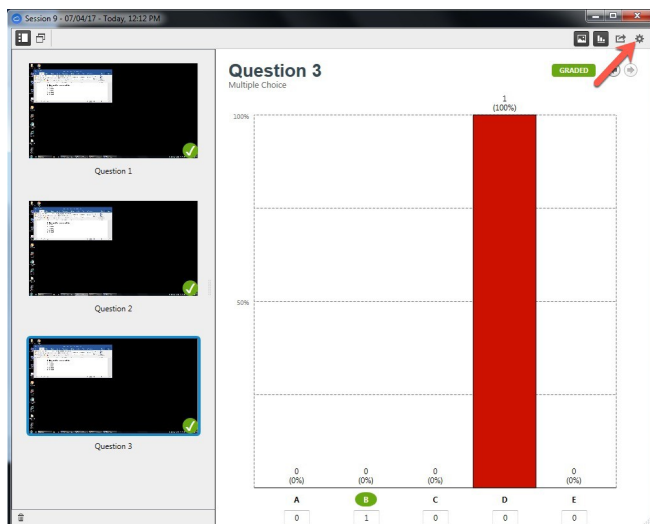 Session 9 - 07/04/17 - Today, 12:12 PM
Question 1
Question 2
Question 3
Question 3
Multiple Choice
GRADED
1
(100%)
100%
50%
0 0 0 0
(0%) (0%) (0%) (0%)
A B C D E
0 1 0 0 0